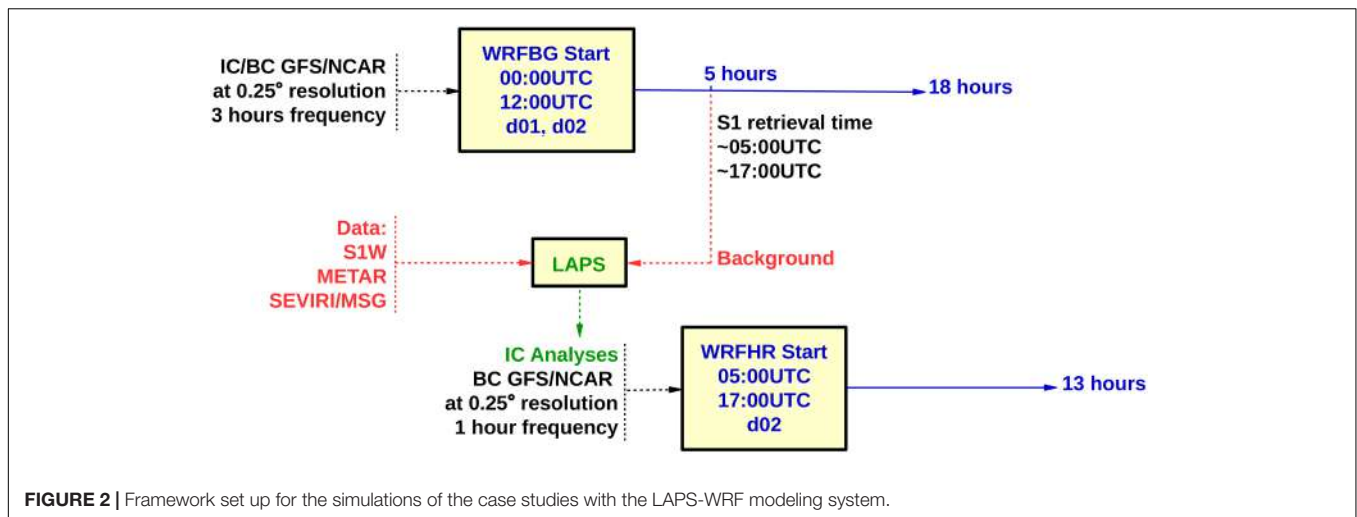 IC/BC GFS/NCAR
at 0.25° resolution
3 hours frequency
WRFBG Start
00:00UTC
12:00UTC
d01, d02
5 hours
18 hours
S1 retrieval time
~05:00UTC
~17:00UTC
Data:
S1W
METAR
SEVIRI/MSG
LAPS
Background
IC Analyses
BC GFS/NCAR
at 0.25° resolution
1 hour frequency
WRFHR Start
05:00UTC
17:00UTC
d02
13 hours
FIGURE 2 | Framework set up for the simulations of the case studies with the LAPS-WRF modeling system.